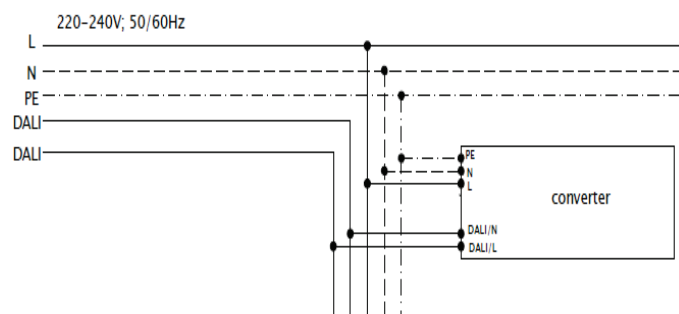 220–240V; 50/60Hz
L
N
PE
DALI
DALI
PE
N
L
converter
DALI/N
DALI/L